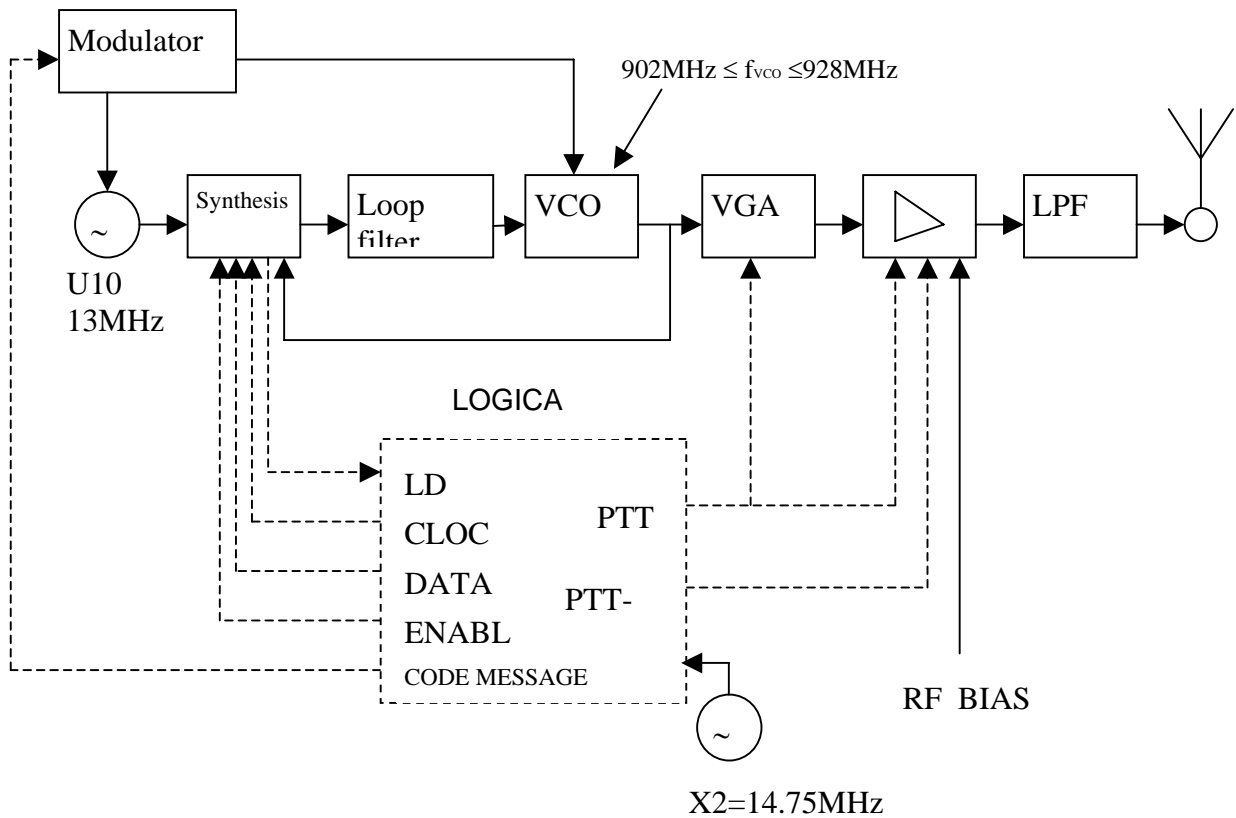 Modulator
902MHz ≤ fvco ≤928MHz
Synthesis
Loop
filter
VCO
VGA
LPF
~
U10
13MHz
LOGICA
LD
CLOC
DATA
ENABL
CODE MESSAGE
PTT
PTT-
RF BIAS
~
X2=14.75MHz